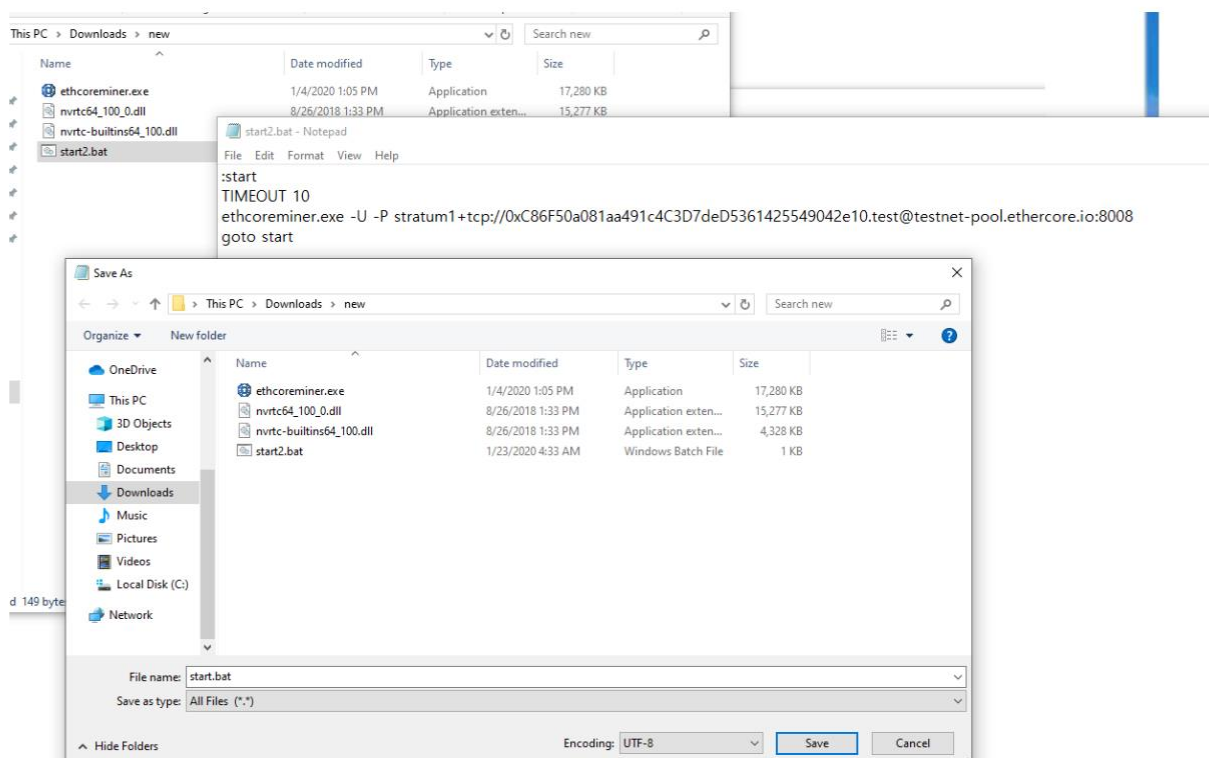 This PC > Downloads > new
Search new
Name Date modified Type Size
ethcoreminer.exe 1/4/2020 1:05 PM Application 17,280 KB
nvrtc64_100_0.dll 8/26/2018 1:33 PM Application exten... 15,277 KB
nvrtc-builtins64_100.dll
start2.bat
start2.bat - Notepad
File Edit Format View Help
:start
TIMEOUT 10
ethcoreminer.exe -U -P stratum1+tcp://0xC86F50a081aa491c4C3D7deD5361425549042e10.test@testnet-pool.ethercore.io:8008
goto start
Save As
This PC > Downloads > new
Search new
Organize New folder
Name Date modified Type Size
ethcoreminer.exe 1/4/2020 1:05 PM Application 17,280 KB
nvrtc64_100_0.dll 8/26/2018 1:33 PM Application exten... 15,277 KB
nvrtc-builtins64_100.dll 8/26/2018 1:33 PM Application exten... 4,328 KB
start2.bat 1/23/2020 4:33 AM Windows Batch File 1 KB
OneDrive
This PC
3D Objects
Desktop
Documents
Downloads
Music
Pictures
Videos
Local Disk (C:)
Network
d 149 byte
File name: start.bat
Save as type: All Files (*.*)
Hide Folders
Encoding: UTF-8 Save Cancel